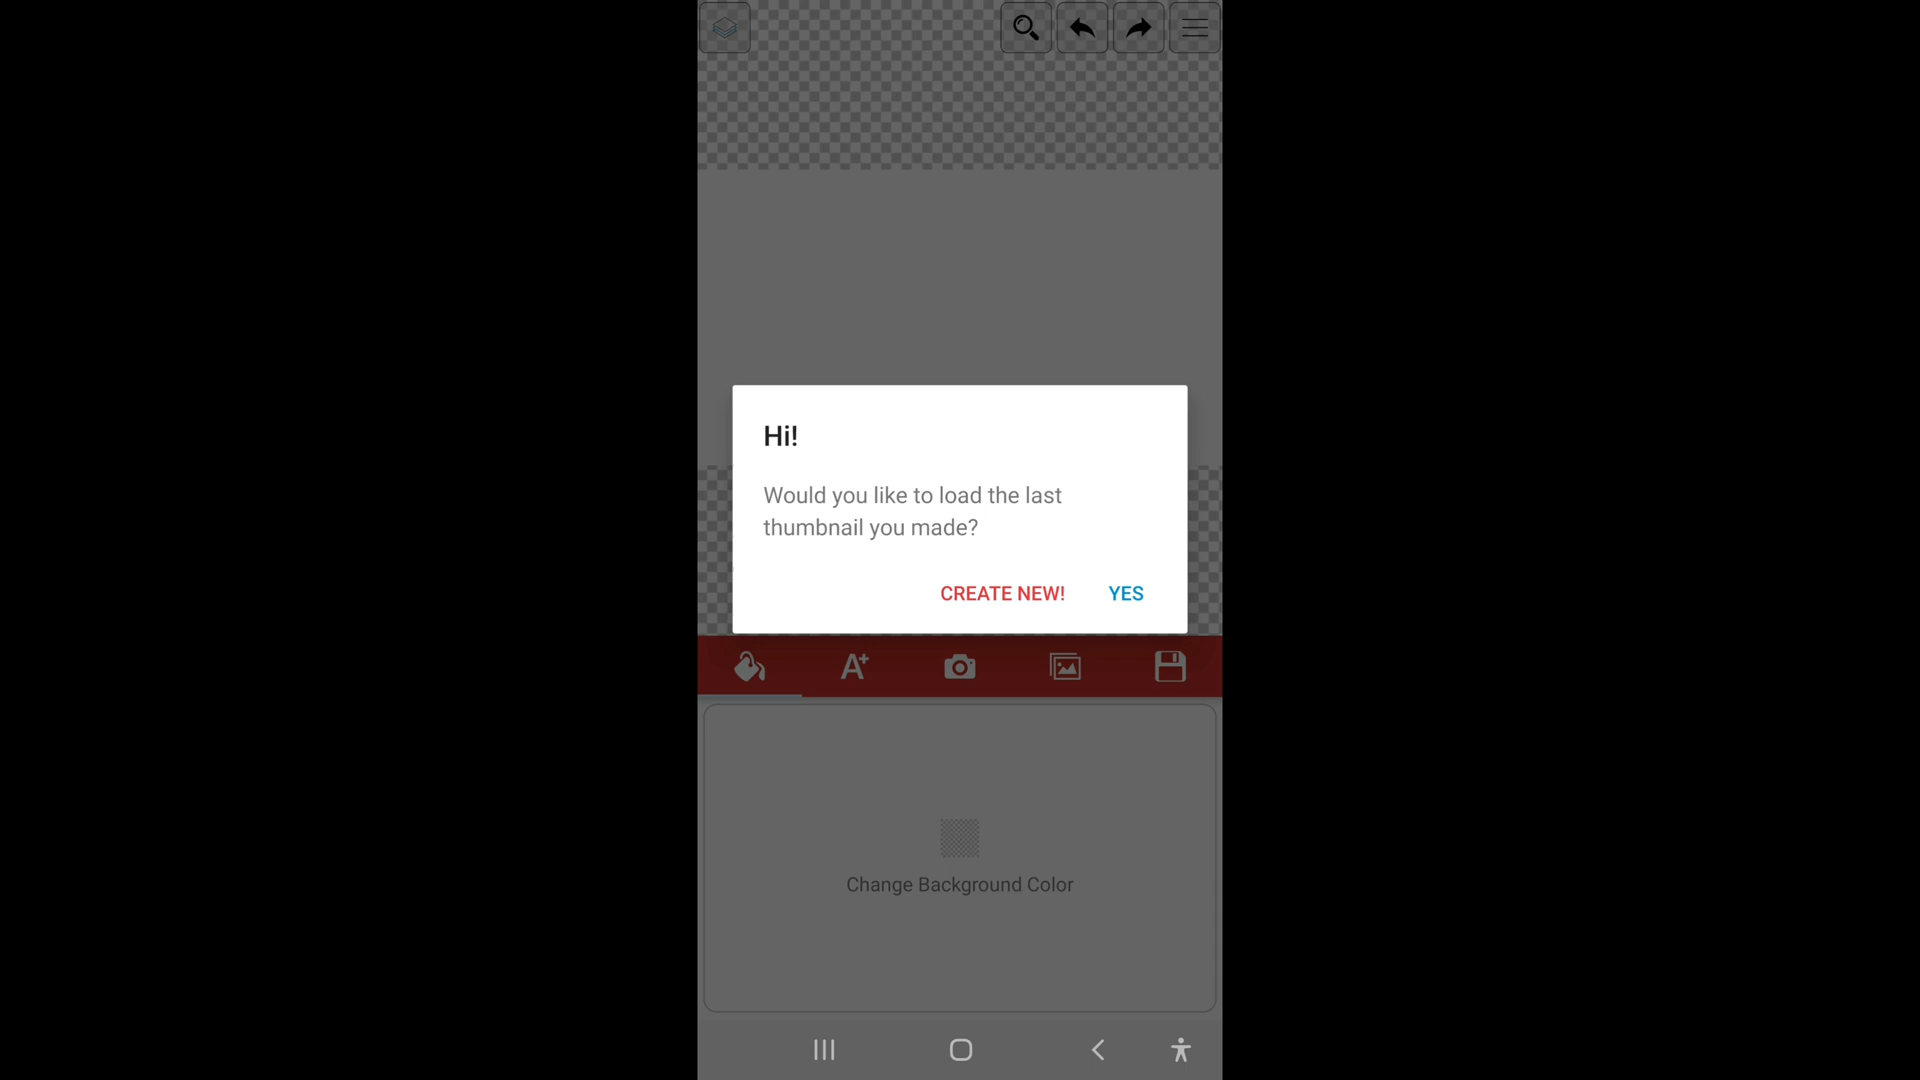 Hi!
Would you like to load the last
thumbnail you made?
CREATE NEW! YES
A+
Change Background Color